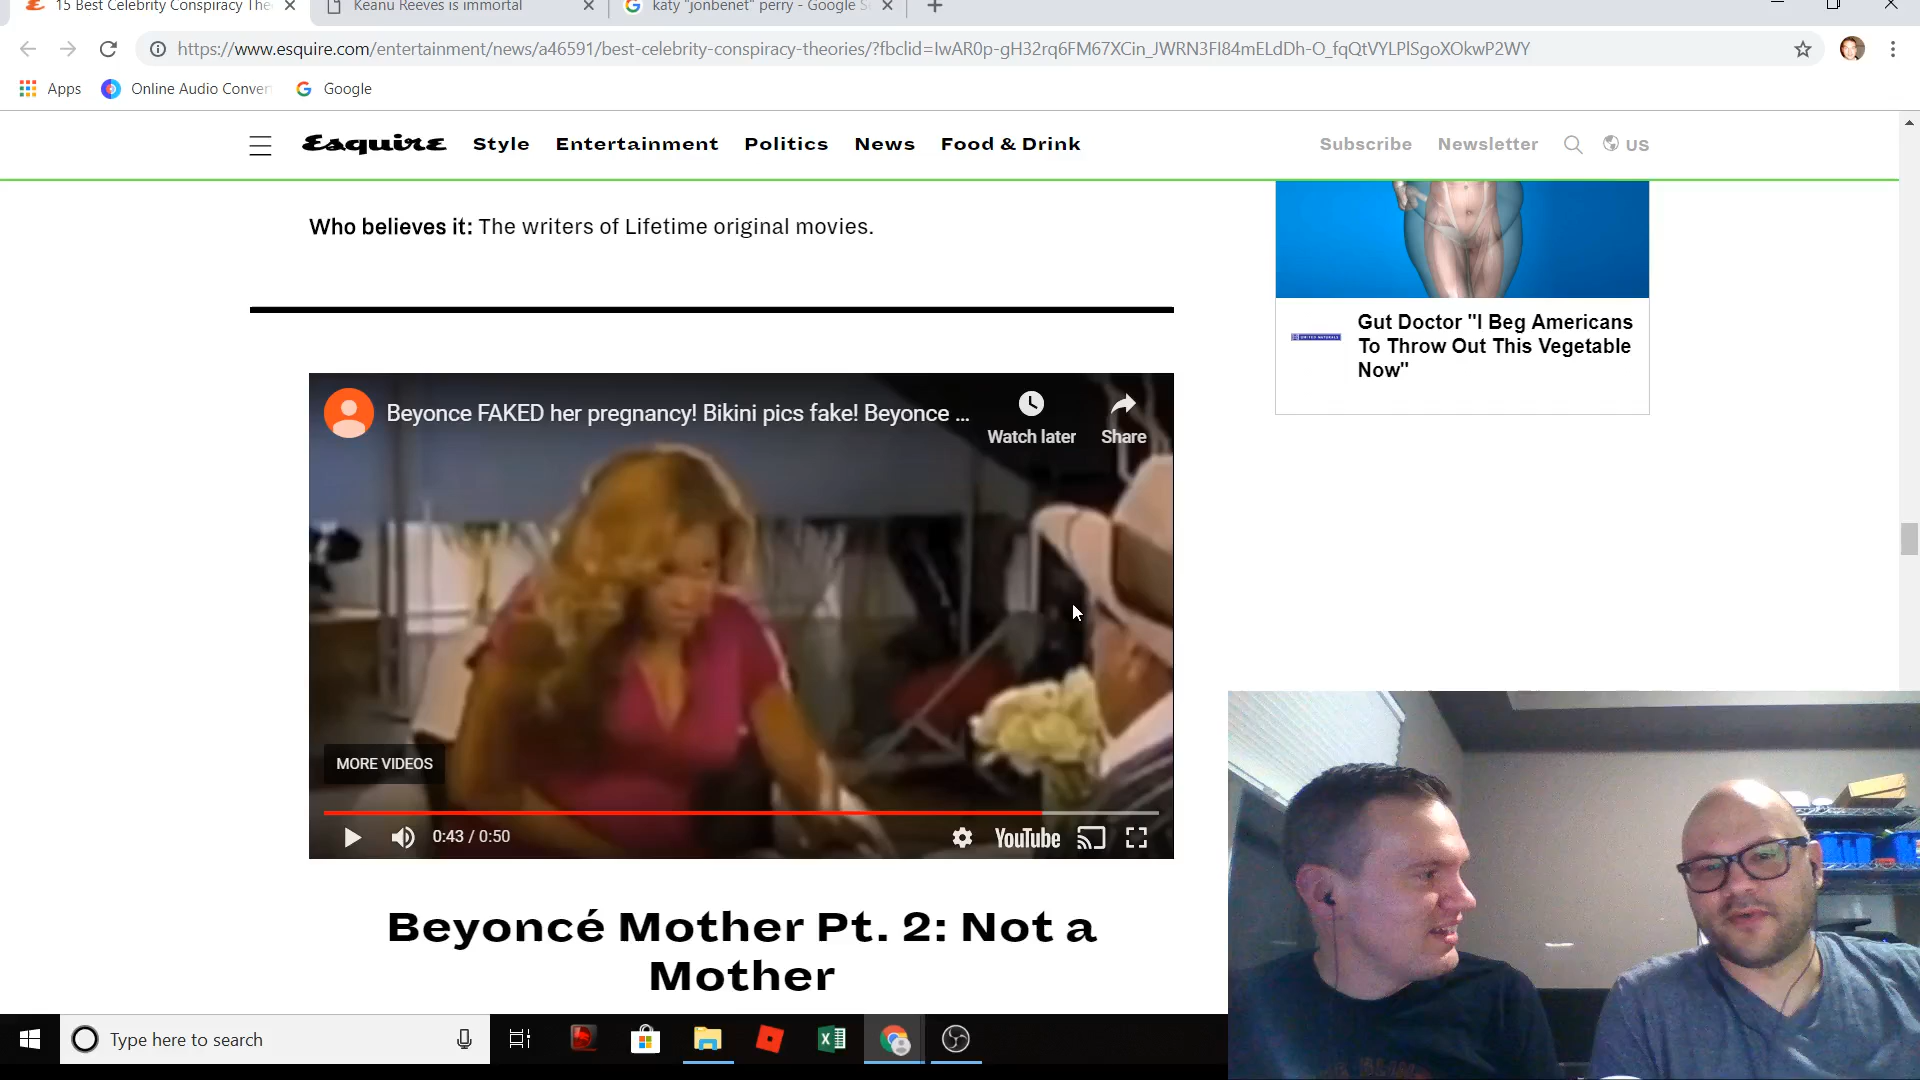 15 Best Celebrity Conspiracy The
Keanu Reeves is immortal
katy "jonbenet" perry - Google S
https://www.esquire.com/entertainment/news/a46591/best-celebrity-conspiracy-theories/?fbclid=IwAR0p-gH32rq6FM67XCin_JWRN3FI84mELdDh-O_fqQtVYLPlSgoXOkwP2WY
Apps
Online Audio Conver
Google
Esquire
Style
Entertainment
Politics
News
Food & Drink
Subscribe
Newsletter
US
Who believes it: The writers of Lifetime original movies.
Gut Doctor "I Beg Americans
To Throw Out This Vegetable
Now"
Beyonce FAKED her pregnancy! Bikini pics fake! Beyonce ...
Watch later
Share
MORE VIDEOS
0:43 / 0:50
YouTube
Beyoncé Mother Pt. 2: Not a
Mother
Type here to search